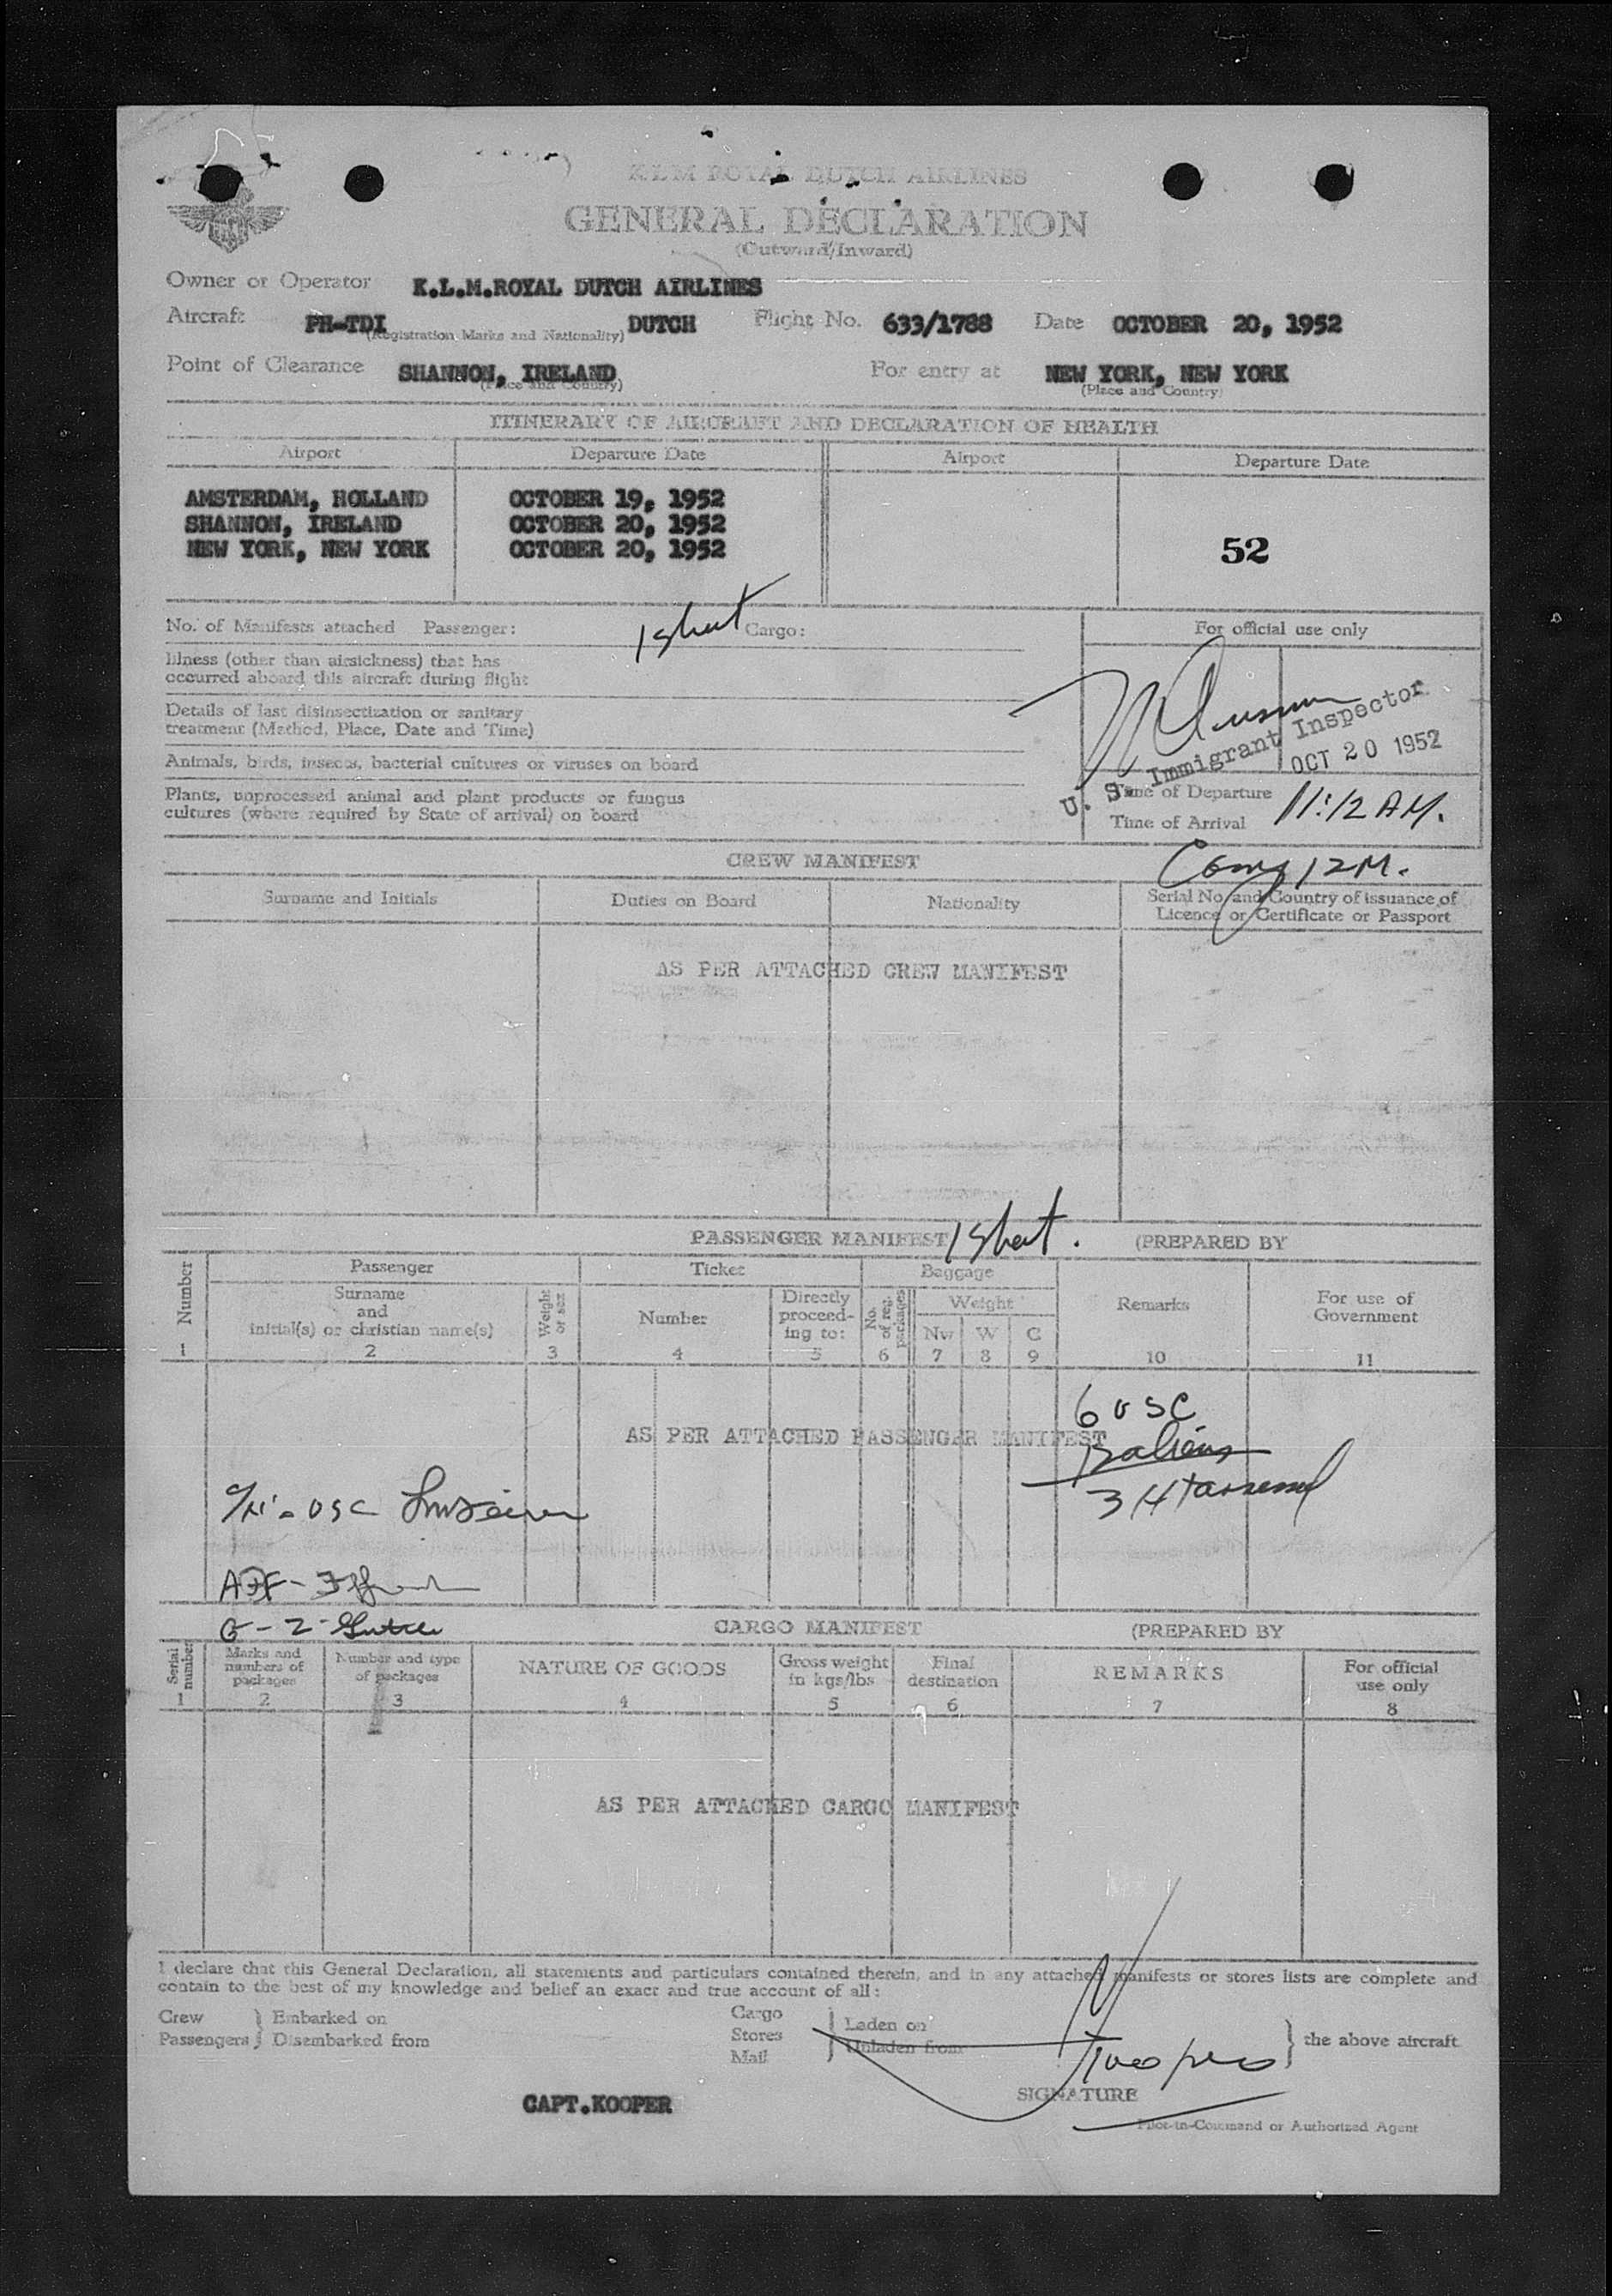 K.L.M ROYAL DUTCH AIRLINES
GENERAL DECLARATION
(Outward/Inward)
Owner or Operator K.L.M.ROYAL DUTCH AIRLINES
Aircraft PH-TDI DUTCH Flight No. 633/1788 Date OCTOBER 20, 1952
(Registration Marks and Nationality)
Point of Clearance SHANNON, IRELAND For entry at NEW YORK, NEW YORK
(Place and Country) (Place and Country)
ITINERARY OF AIRCRAFT AND DECLARATION OF HEALTH
Airport Departure Date Airport Departure Date
AMSTERDAM, HOLLAND OCTOBER 19, 1952
SHANNON, IRELAND OCTOBER 20, 1952
NEW YORK, NEW YORK OCTOBER 20, 1952
52
No. of Manifests attached Passenger: 1 sheet Cargo:
For official use only
Illness (other than airsickness) that has
occurred aboard this aircraft during flight
Details of last disinsectization or sanitary
treatment (Method, Place, Date and Time)
Animals, birds, insects, bacterial cultures or viruses on board
Plants, unprocessed animal and plant products or fungus
cultures (where required by State of arrival) on board
U. S. Immigrant Inspector
OCT 20 1952
Time of Departure
Time of Arrival 11:12 AM.
12 M.
CREW MANIFEST
Surname and Initials Duties on Board Nationality Serial No. and Country of issuance of
Licence or Certificate or Passport
AS PER ATTACHED CREW MANIFEST
PASSENGER MANIFEST 1 Sheet. (PREPARED BY
Number Passenger Ticket Baggage Remarks For use of
Government
Surname
and
initial(s) or christian name(s)
Weight
or sex
Number
Directly
proceed-
ing to:
No.
of reg.
packages
Weight
Nw W C
1 2 3 4 5 6 7 8 9 10 11
6 USC
AS PER ATTACHED PASSENGER MANIFEST
aliens
3
USC
G-2-
CARGO MANIFEST (PREPARED BY
Serial
number
Marks and
numbers of
packages
Number and type
of packages
NATURE OF GOODS
Gross weight
in kgs/lbs
Final
destination
REMARKS
For official
use only
1 2 3 4 5 6 7 8
AS PER ATTACHED CARGO MANIFEST
I declare that this General Declaration, all statements and particulars contained therein, and in any attached manifests or stores lists are complete and
contain to the best of my knowledge and belief an exact and true account of all:
Crew } Embarked on
Passengers } Disembarked from
Cargo
Stores
Mail
} Laden on
Unladen from
} the above aircraft
CAPT.KOOPER
SIGNATURE
Pilot-in-Command or Authorized Agent